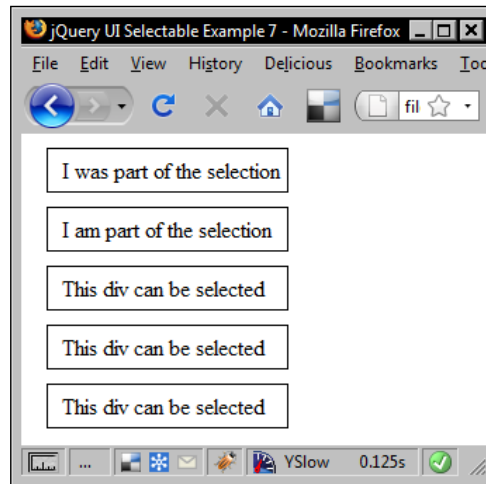 jQuery UI Selectable Example 7 - Mozilla Firefox
File Edit View History Delicious Bookmarks Too
fil
I was part of the selection
I am part of the selection
This div can be selected
This div can be selected
This div can be selected
... YSlow 0.125s